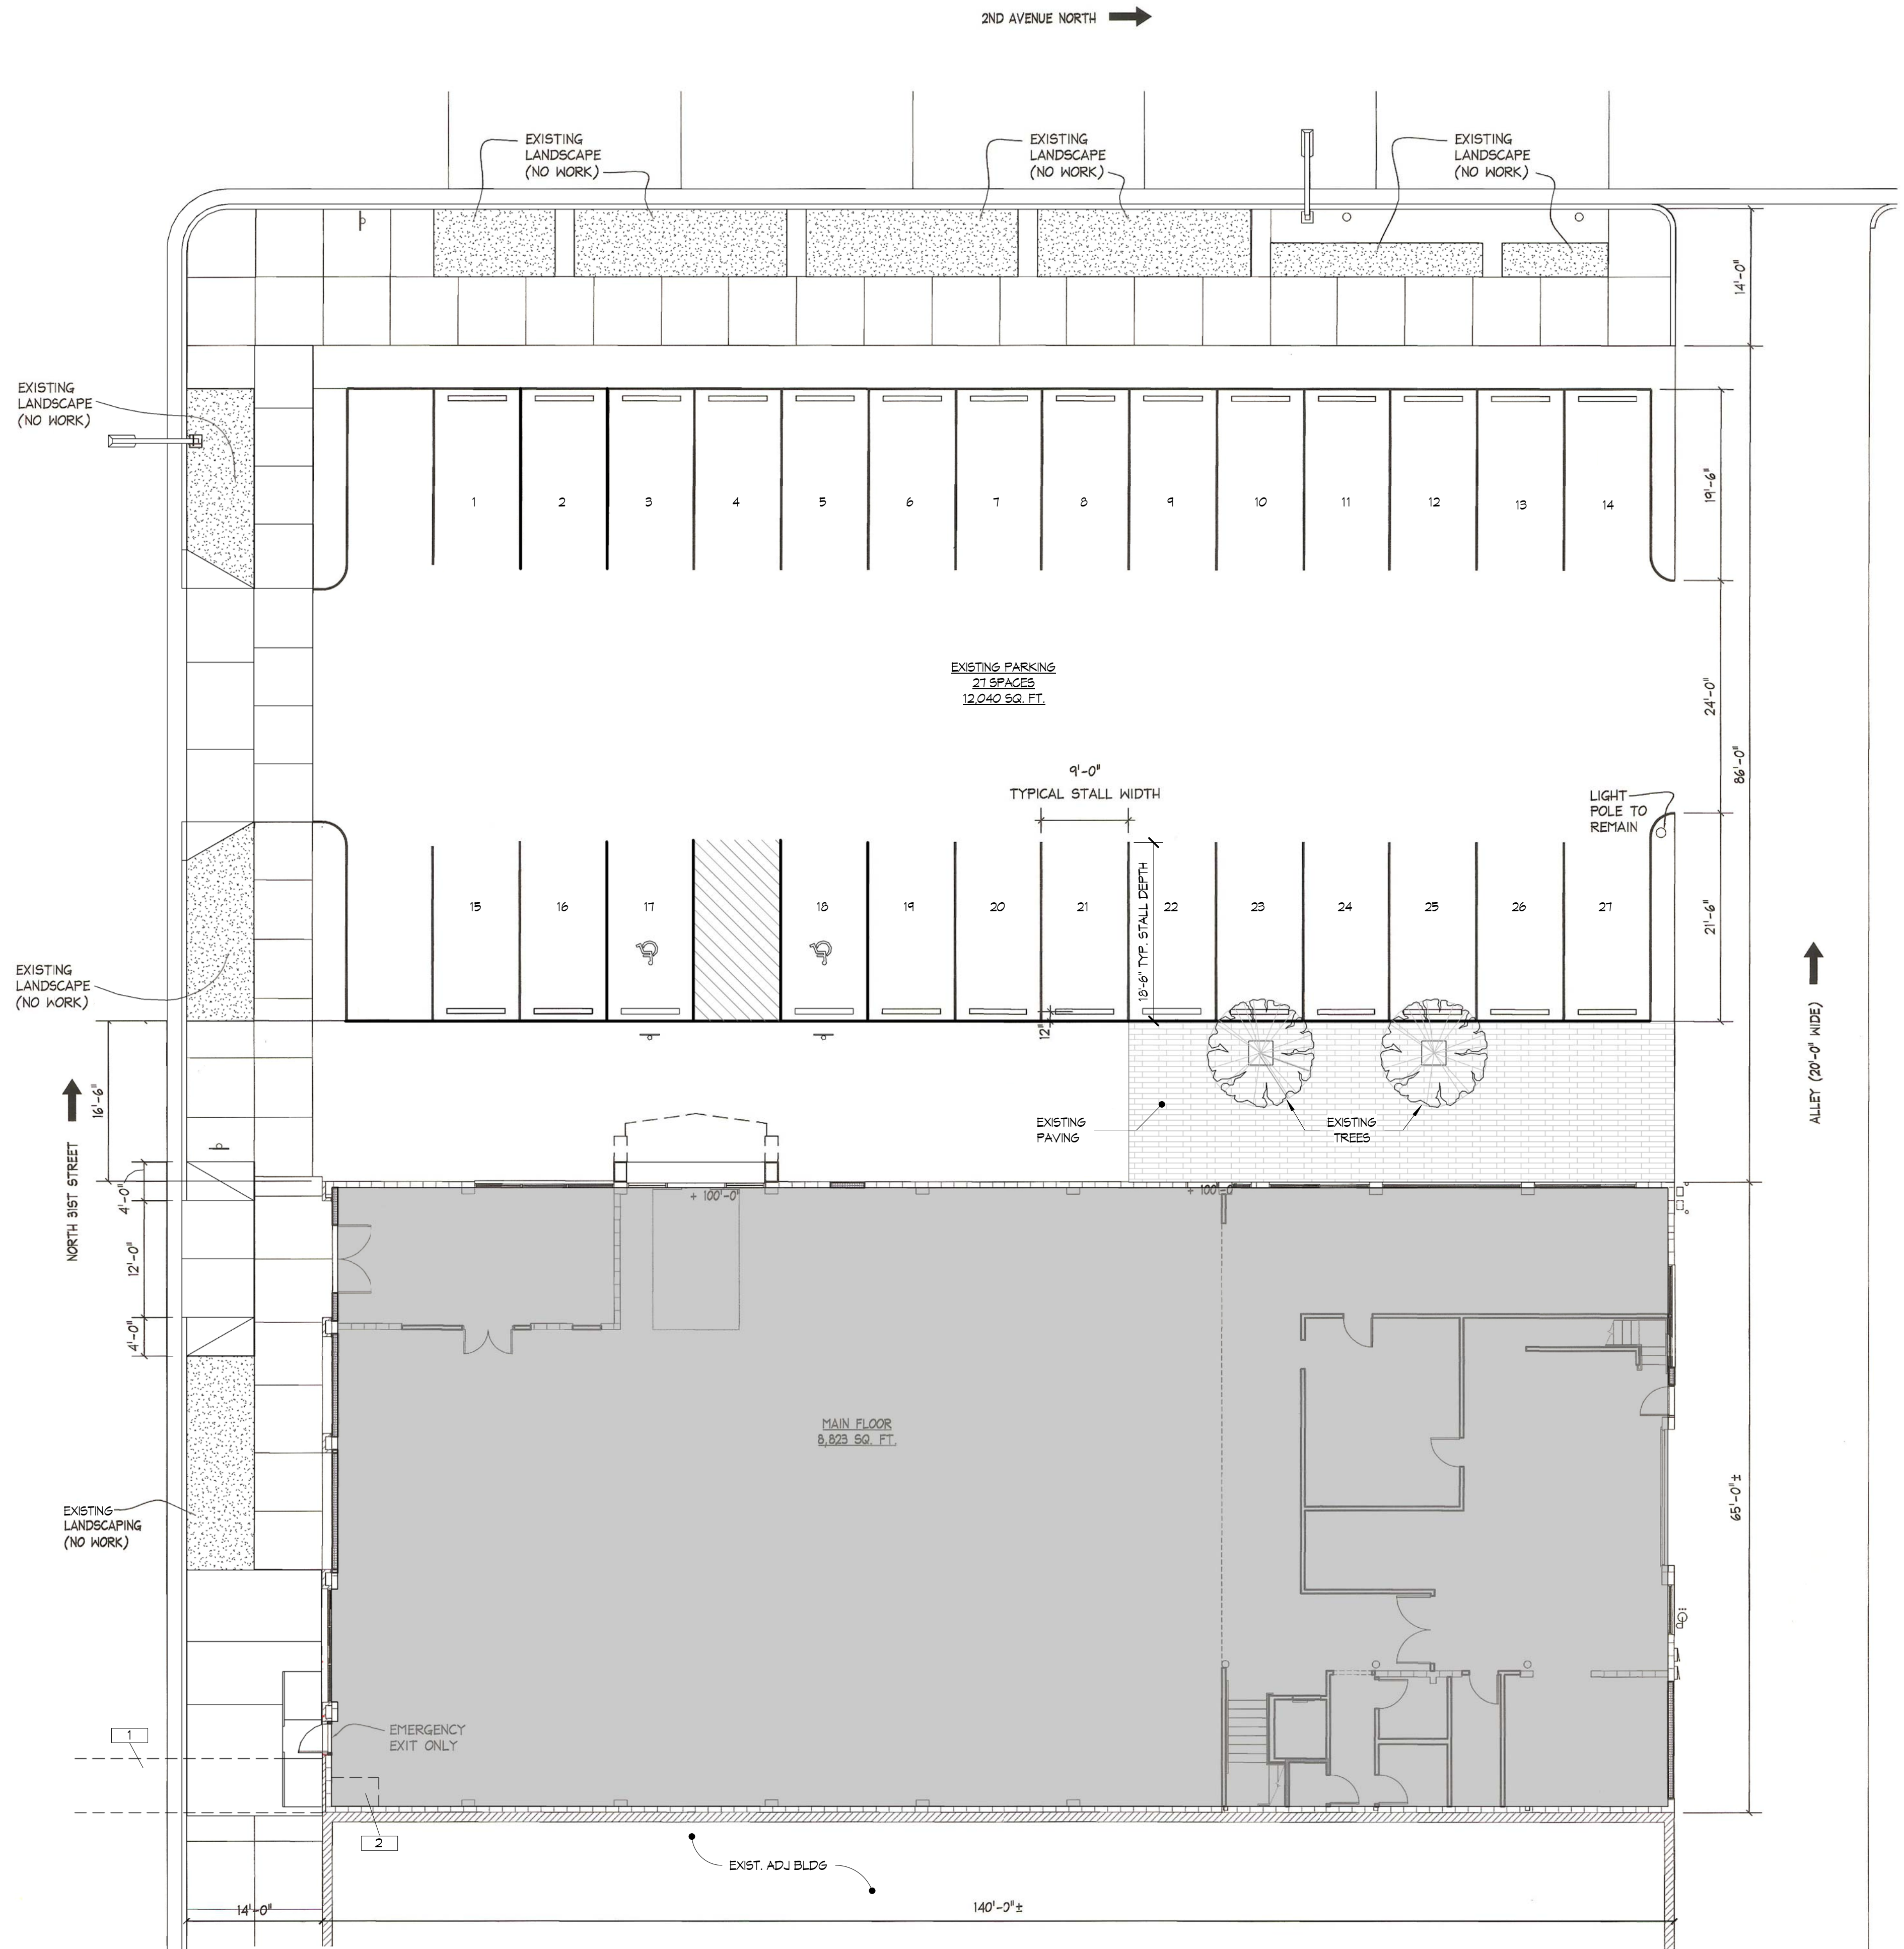 2ND AVENUE NORTH
EXISTING
LANDSCAPE
(NO WORK)
EXISTING
LANDSCAPE
(NO WORK)
EXISTING
LANDSCAPE
(NO WORK)
14'-0"
EXISTING
LANDSCAPE
(NO WORK)
1 2 3 4 5 6 7 8 9 10 11 12 13 14
19'-6"
EXISTING PARKING
27 SPACES
12,040 SQ. FT.
24'-0"
86'-0"
9'-0"
TYPICAL STALL WIDTH
LIGHT
POLE TO
REMAIN
18'-6" TYP. STALL DEPTH
15 16 17 18 19 20 21 22 23 24 25 26 27
21'-6"
EXISTING
LANDSCAPE
(NO WORK)
12"
ALLEY (20'-0" WIDE)
16'-6"
NORTH 31ST STREET
EXISTING
PAVING
EXISTING
TREES
4'-0"
+ 100'-0"
+ 100'-0
12'-0"
4'-0"
MAIN FLOOR
8,823 SQ. FT.
65'-0"±
EXISTING
LANDSCAPING
(NO WORK)
1
EMERGENCY
EXIT ONLY
2
EXIST. ADJ BLDG
14'-0"
140'-0"±